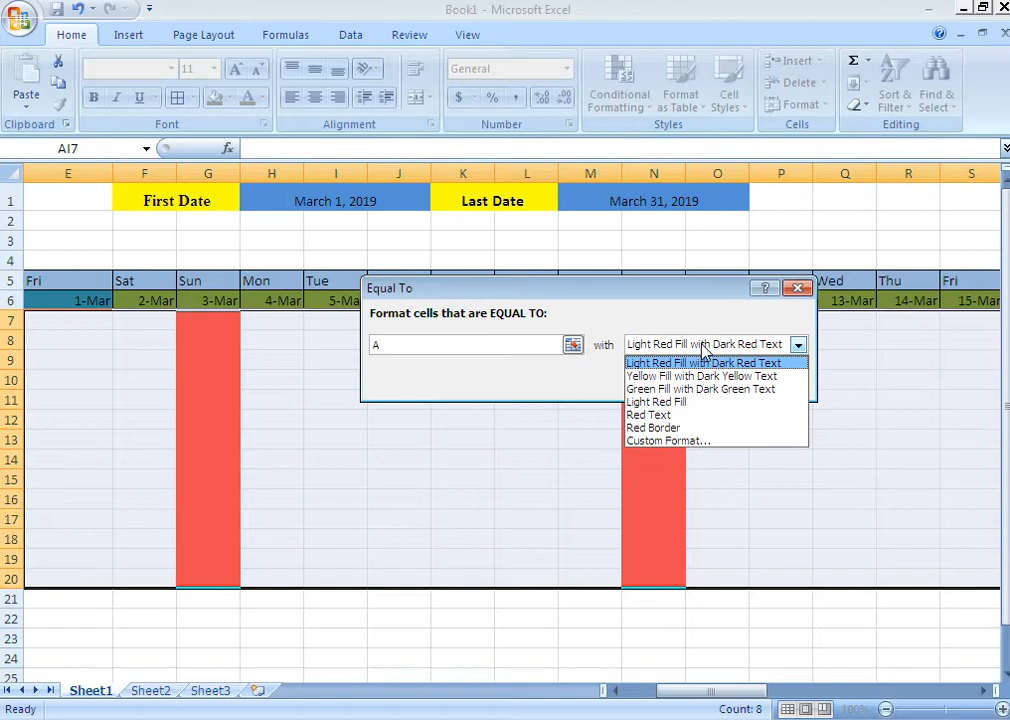 Book1 - Microsoft Excel
Home Insert Page Layout Formulas Data Review View
Paste
11
B I U
General
$ % ,
Conditional Formatting
Format as Table
Cell Styles
Insert
Delete
Format
Σ
Sort & Filter
Find & Select
Clipboard Font Alignment Number Styles Cells Editing
AI7 fx
E F G H I J K L M N O P Q R S
1 First Date March 1, 2019 Last Date March 31, 2019
2
3
4
5 Fri Sat Sun Mon Tue Wed Thu Fri
6 1-Mar 2-Mar 3-Mar 4-Mar 5-Ma 13-Mar 14-Mar 15-Mar
Equal To
Format cells that are EQUAL TO:
A with Light Red Fill with Dark Red Text
Light Red Fill with Dark Red Text
Yellow Fill with Dark Yellow Text
Green Fill with Dark Green Text
Light Red Fill
Red Text
Red Border
Custom Format...
7
8
9
10
11
12
13
14
15
16
17
18
19
20
21
22
23
24
25
Sheet1 Sheet2 Sheet3
Ready Count: 8 100%